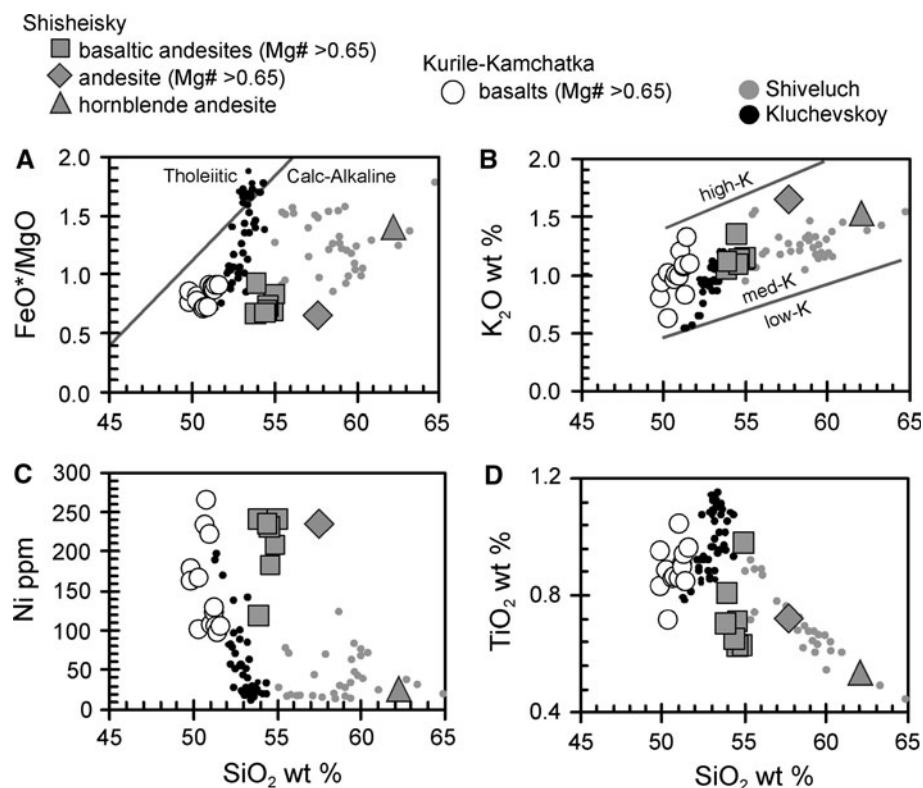 Shisheisky
basaltic andesites (Mg# >0.65)
andesite (Mg# >0.65)
hornblende andesite
Kurile-Kamchatka
basalts (Mg# >0.65)
Shiveluch
Kluchevskoy
A
2.0
1.5
1.0
0.5
0.0
FeO*/MgO
Tholeiitic
Calc-Alkaline
45 50 55 60 65
B
2.0
1.5
1.0
0.5
0.0
K2O wt %
high-K
med-K
low-K
45 50 55 60 65
C
300
250
200
150
100
50
0
Ni ppm
45 50 55 60 65
SiO2 wt %
D
1.2
0.8
0.4
TiO2 wt %
45 50 55 60 65
SiO2 wt %